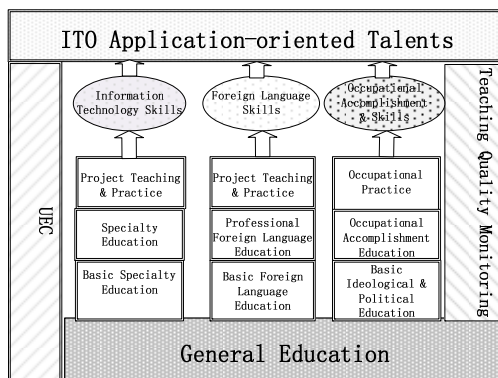 ITO Application-oriented Talents
Information
Technology Skills
Foreign Language
Skills
Occupational
Accomplishment
& Skills
UEC
Teaching Quality Monitoring
Project Teaching
& Practice
Project Teaching
& Practice
Occupational
Practice
Specialty
Education
Professional
Foreign Language
Education
Occupational
Accomplishment
Education
Basic Specialty
Education
Basic Foreign
Language
Education
Basic
Ideological &
Political
Education
General Education